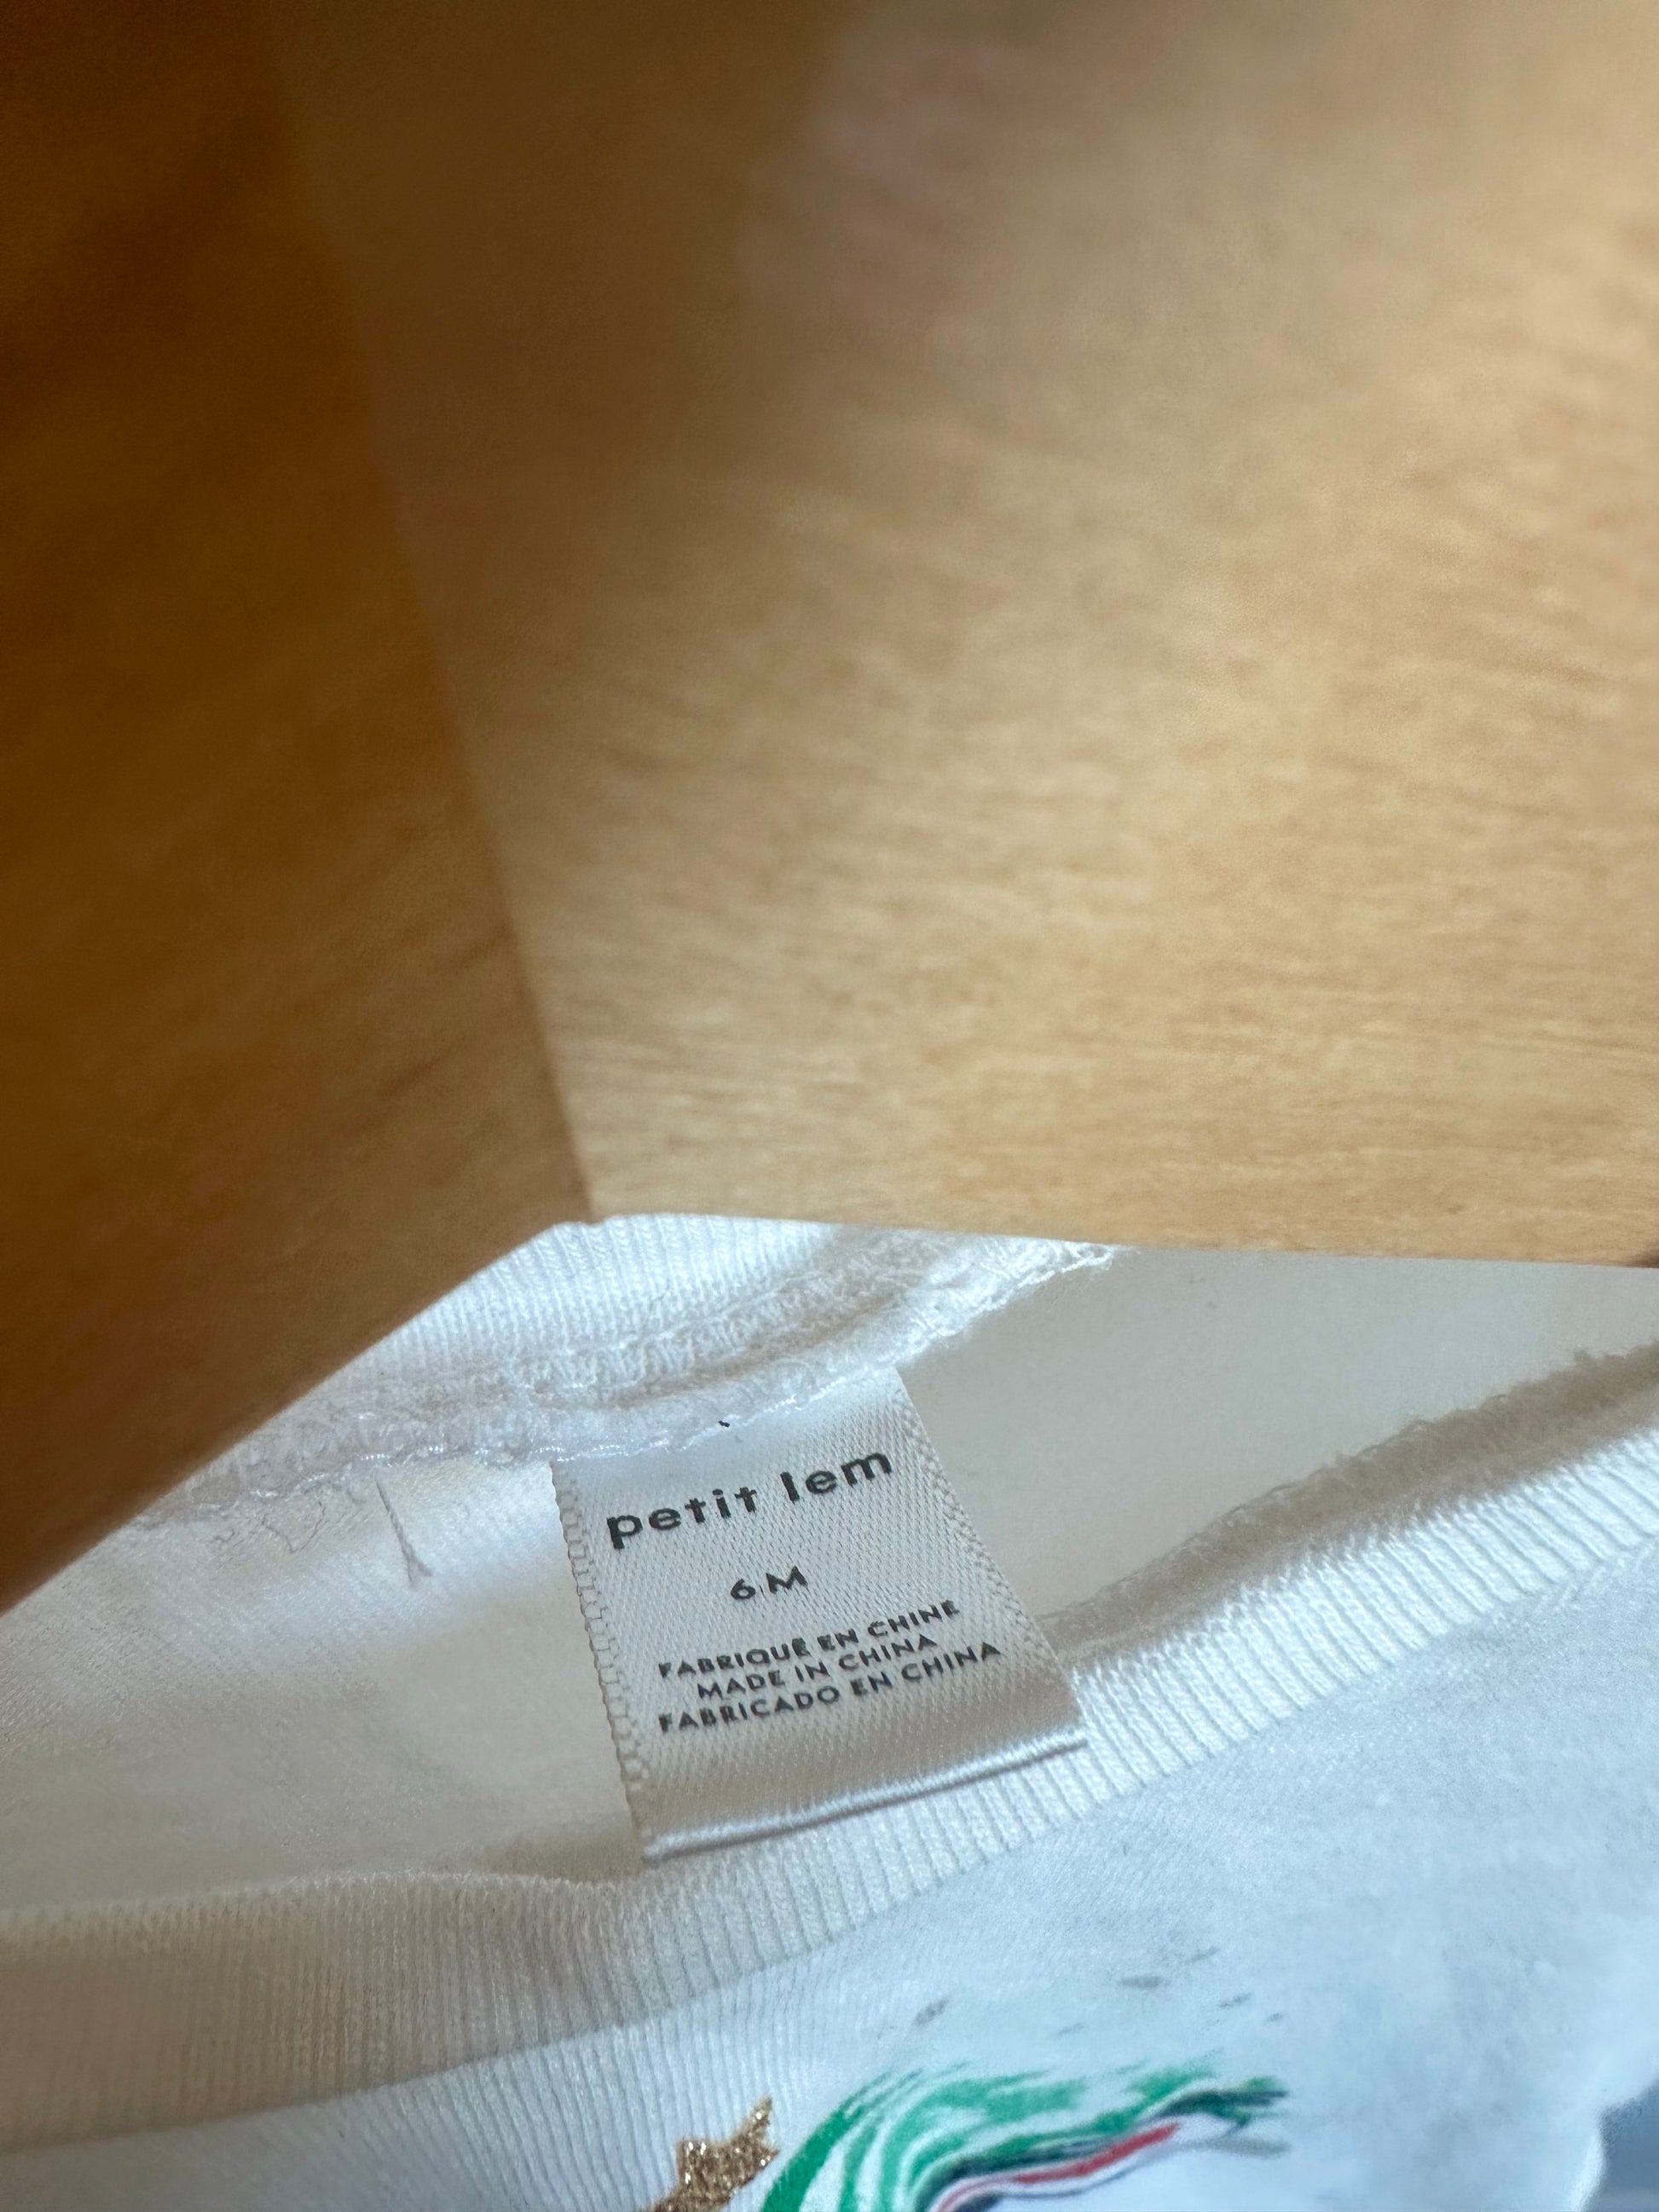 petit lem
6M
FABRIQUÉ EN CHINE
MADE IN CHINA
FABRICADO EN CHINA